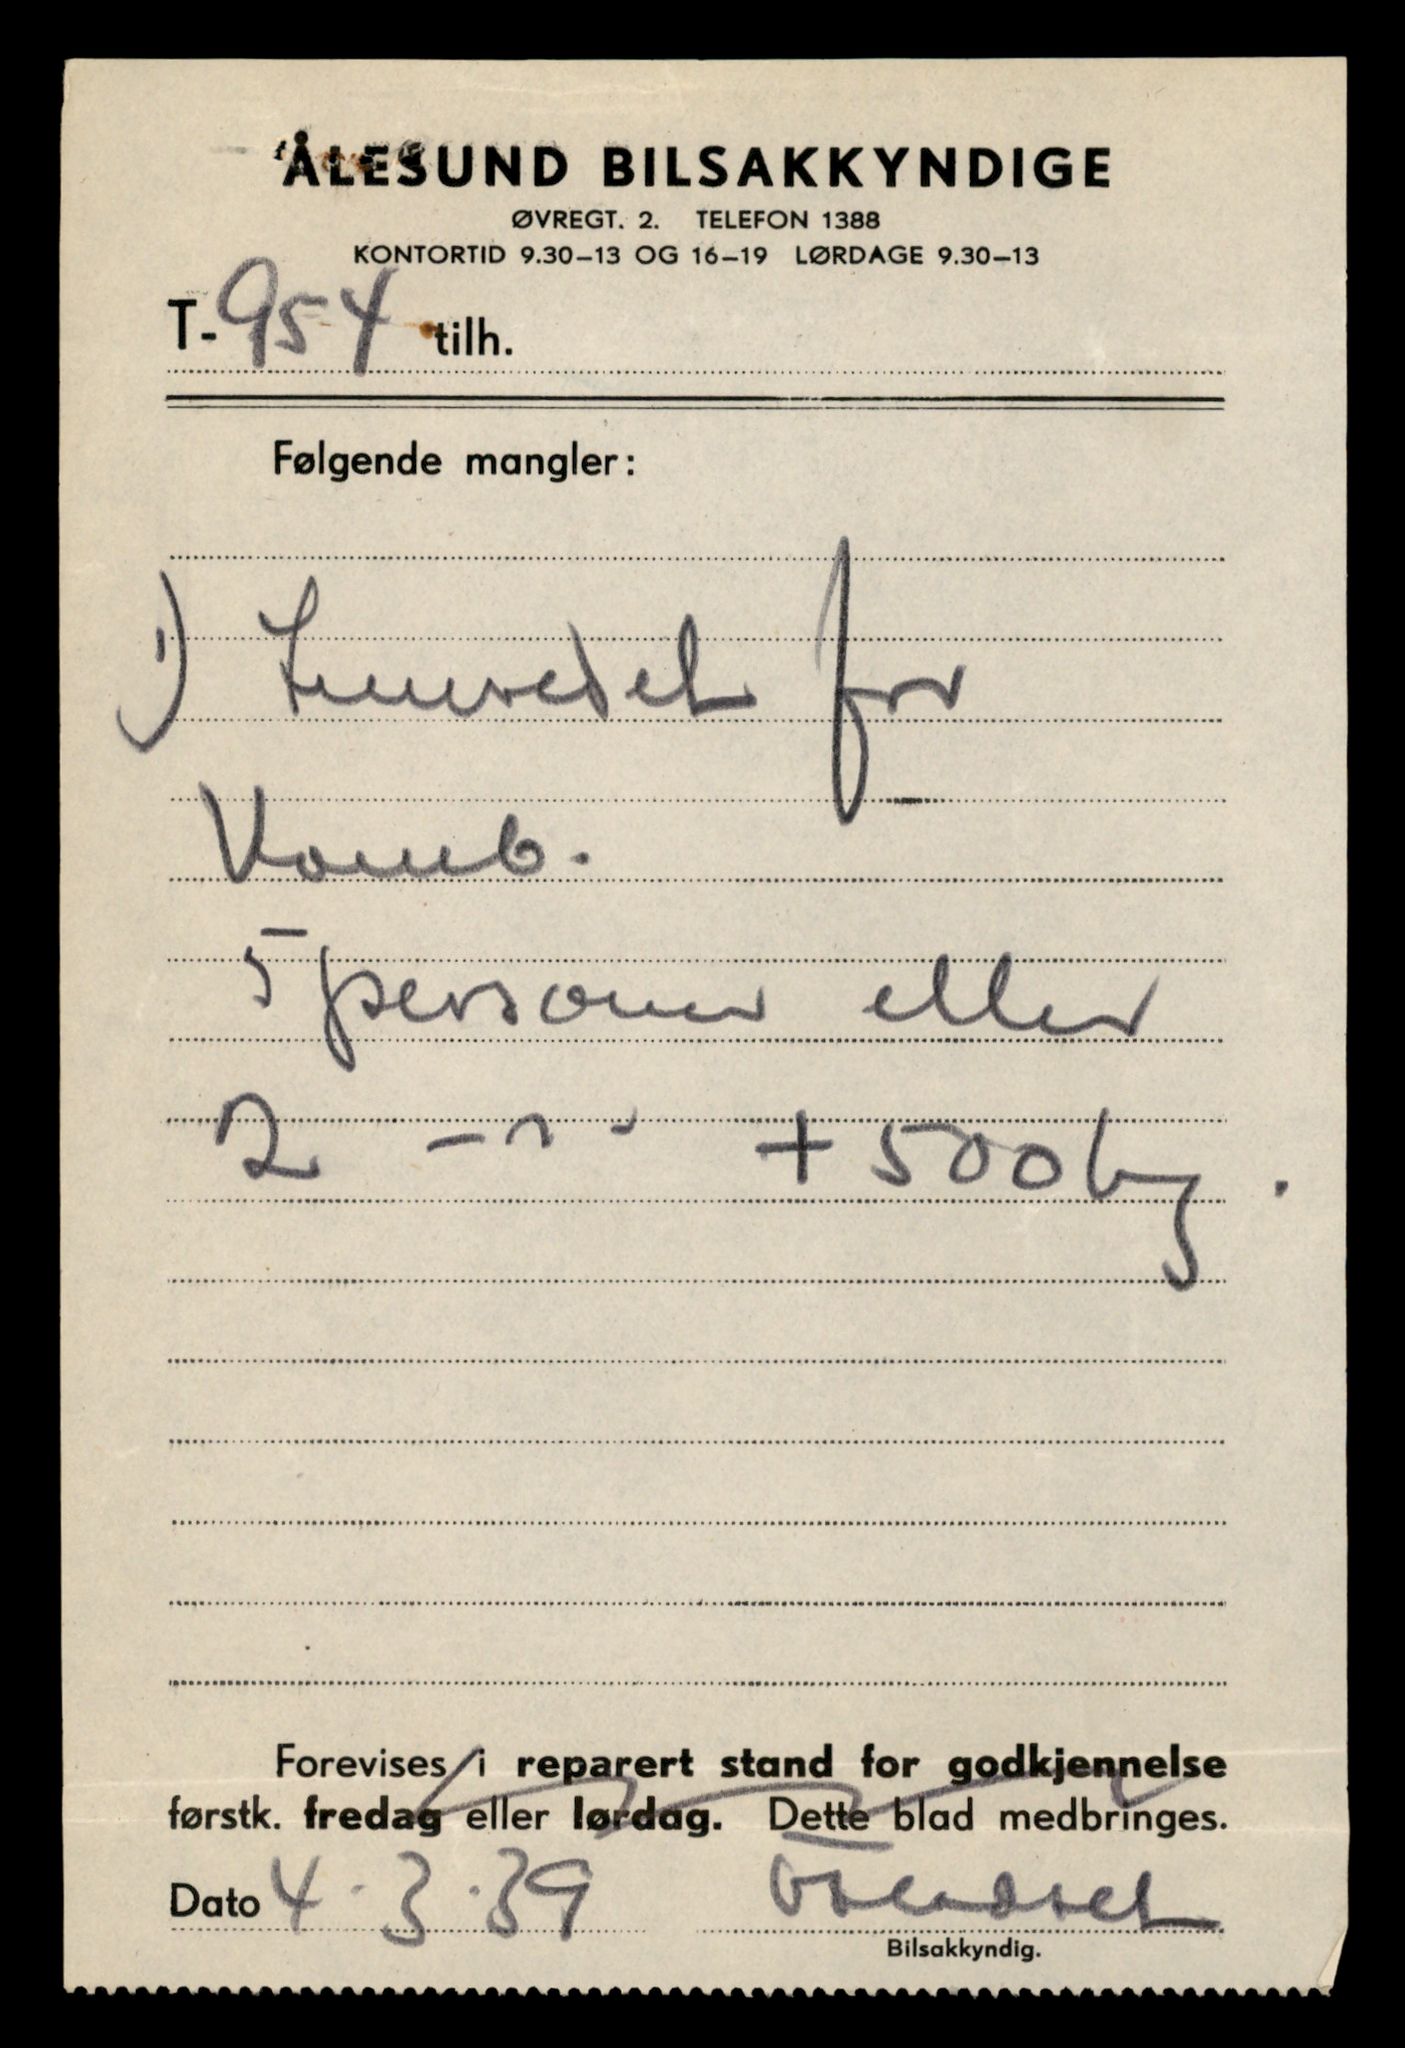 ÅLESUND BILSAKKYNDIGE
ØVREGT. 2. TELEFON 1388
KONTORTID 9.30–13 OG 16–19 LØRDAGE 9.30–13
T-954 tilh.
Følgende mangler:
1) Innredet for
Komb.
5 personer eller
2 –"– + 500 kg.
Forevises i reparert stand for godkjennelse
førstk. fredag eller lørdag. Dette blad medbringes.
Dato 4.3.39
Bilsakkyndig.